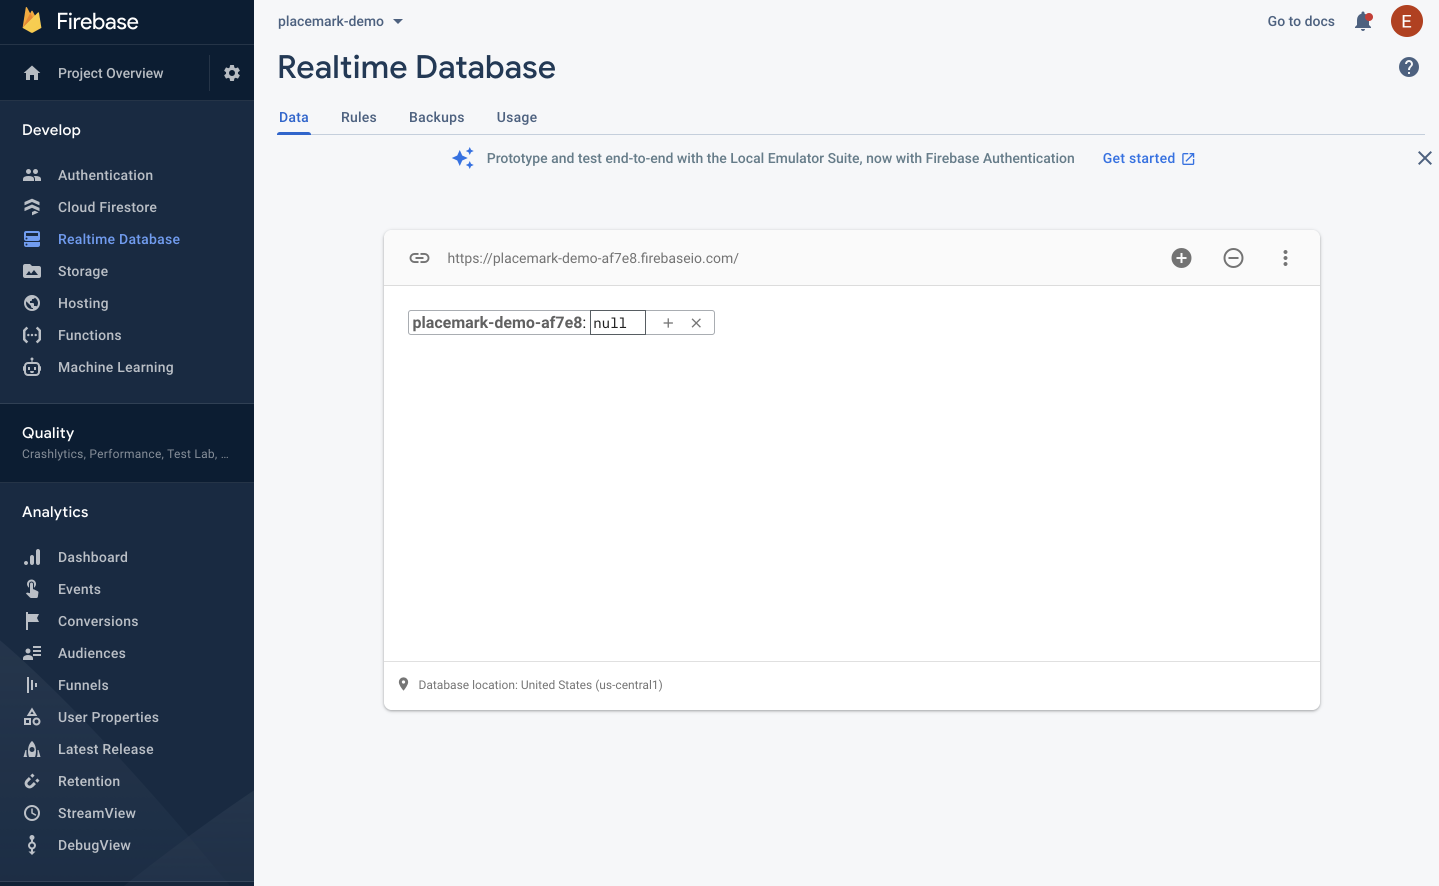 Firebase
Project Overview
Develop
Authentication
Cloud Firestore
Realtime Database
Storage
Hosting
Functions
Machine Learning
Quality
Crashlytics, Performance, Test Lab, ...
Analytics
Dashboard
Events
Conversions
Audiences
Funnels
User Properties
Latest Release
Retention
StreamView
DebugView
placemark-demo
Go to docs
E
Realtime Database
?
Data Rules Backups Usage
Prototype and test end-to-end with the Local Emulator Suite, now with Firebase Authentication Get started
https://placemark-demo-af7e8.firebaseio.com/
placemark-demo-af7e8: null
Database location: United States (us-central1)